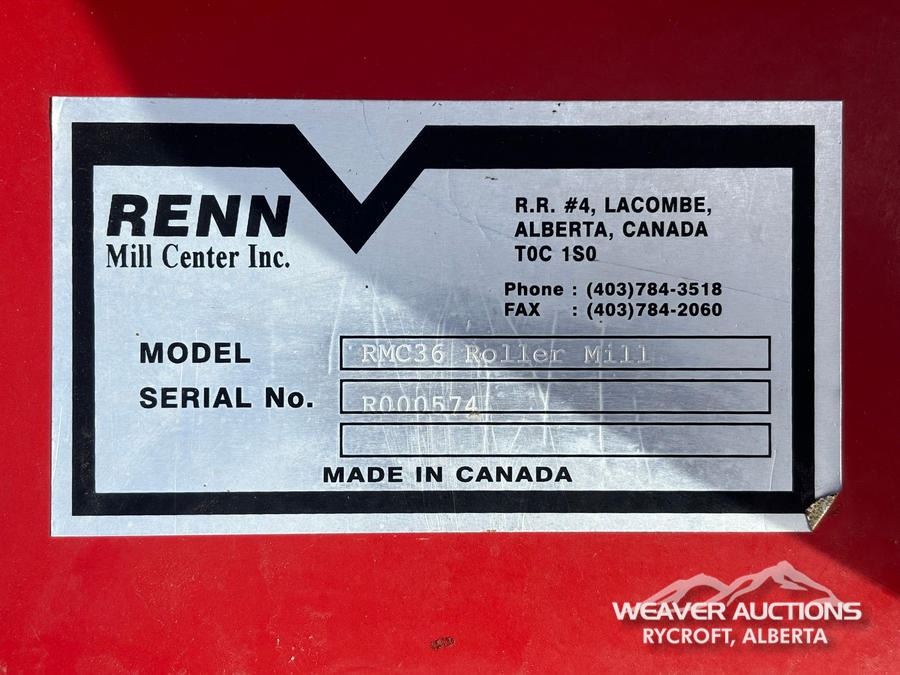 RENN
Mill Center Inc.
R.R. #4, LACOMBE,
ALBERTA, CANADA
T0C 1S0
Phone : (403)784-3518
FAX : (403)784-2060
MODEL RMC36 Roller Mill
SERIAL No. R000574
MADE IN CANADA
WEAVER AUCTIONS
RYCROFT, ALBERTA